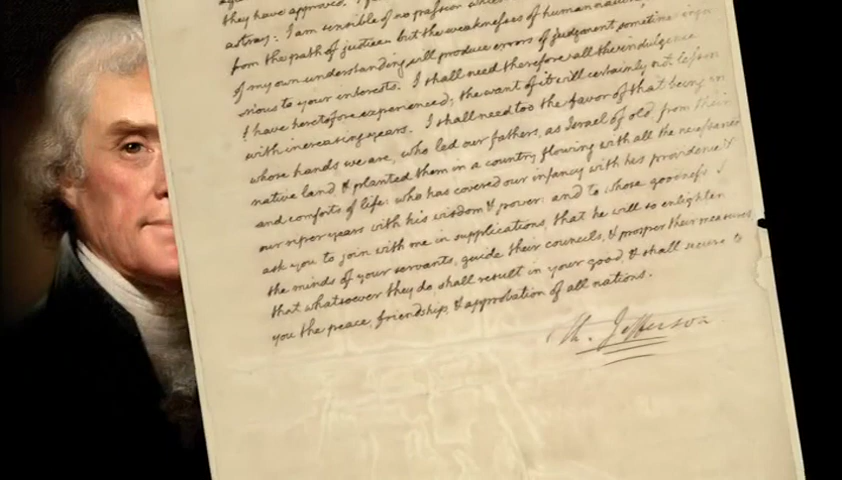 they have approved. I
astray. I am sensible of no passion which
from the path of justice: but the weaknesses of human nature
of my own understanding will produce errors of judgment sometimes inju-
rious to your interests. I shall need therefore all the indulgence
I have heretofore experienced; the want of it will certainly not lessen
with increasing years. I shall need too the favor of that being in
whose hands we are, who led our fathers, as Israel of old, from their
native land & planted them in a country flowing with all the necessaries
and comforts of life: who has covered our infancy with his providence &
our riper years with his wisdom & power: and to whose goodness I
ask you to join with me in supplications, that he will so enlighten
the minds of your servants, guide their councils, & prosper their measures,
that whatsoever they do shall result in your good, & shall secure to
you the peace, friendship, & approbation of all nations.
Th. Jefferson